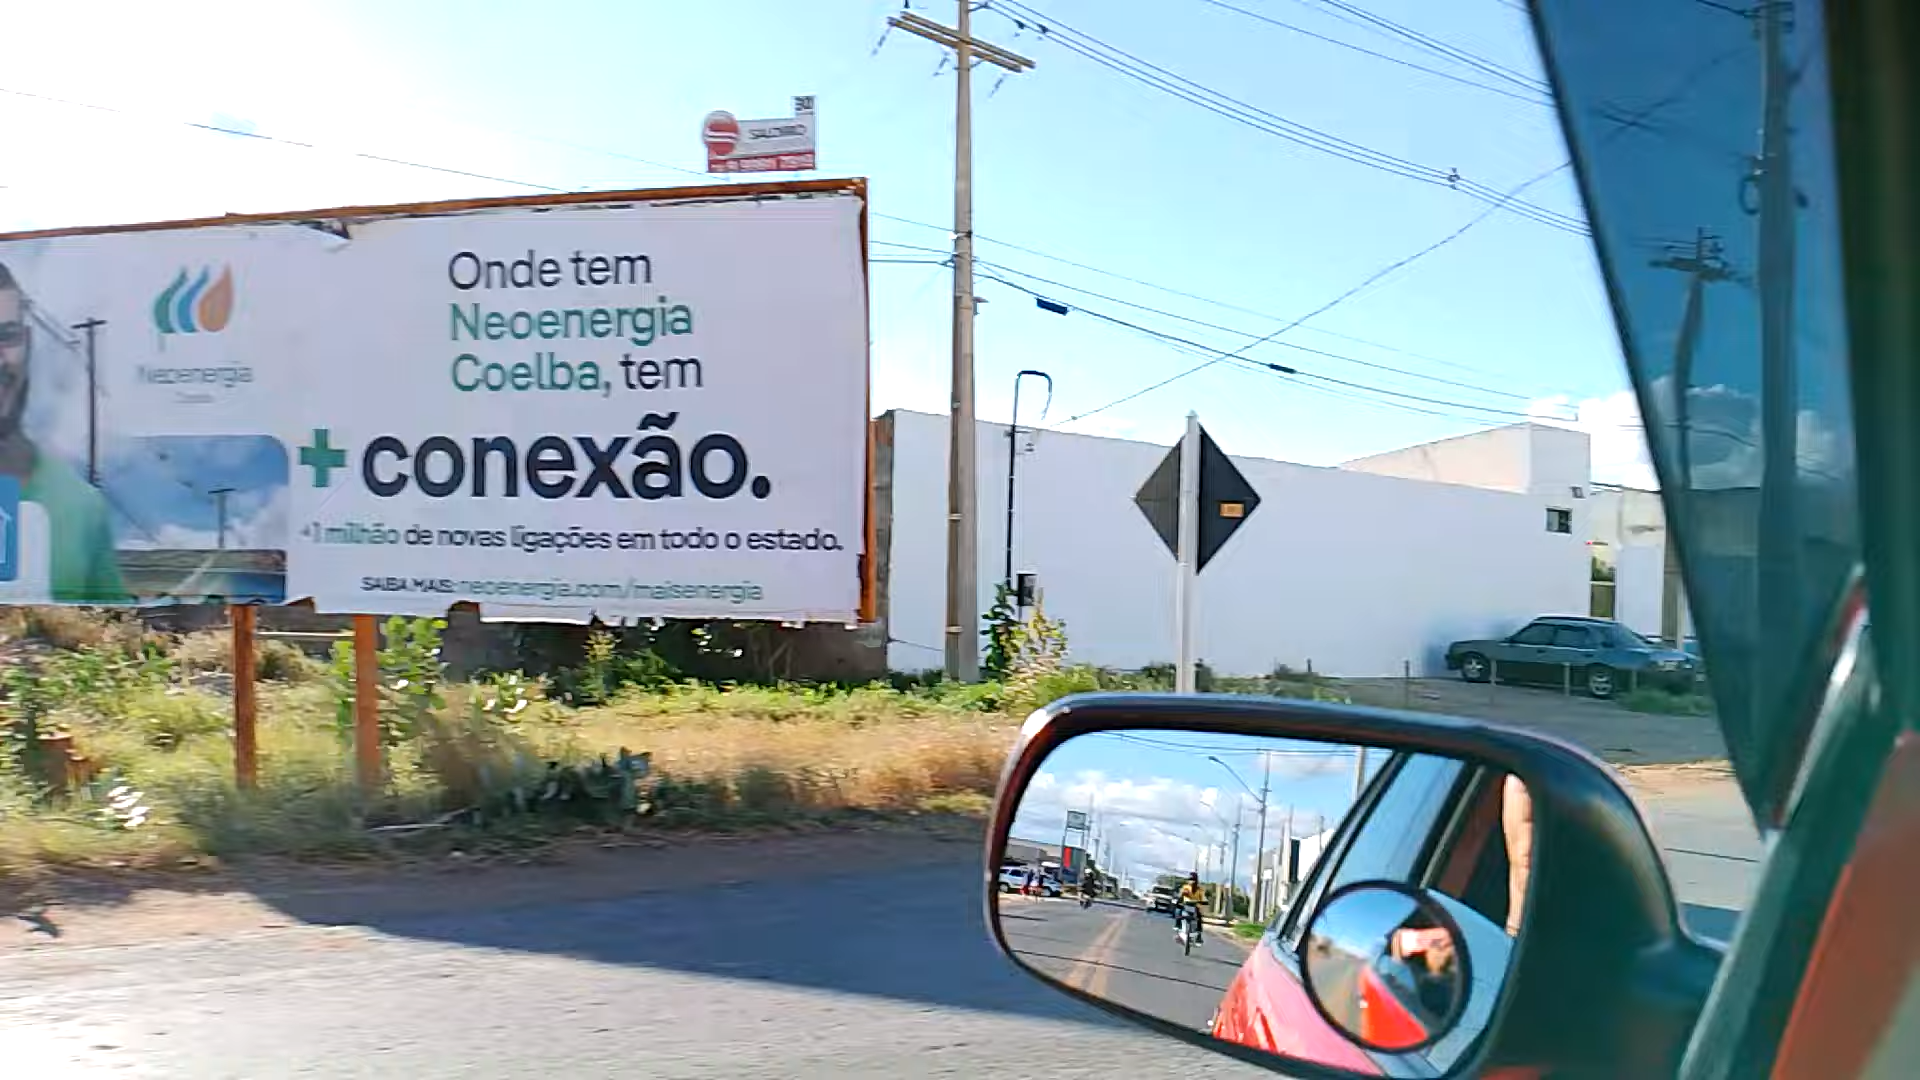 SALOMÃO
Neoenergia
Onde tem
Neoenergia
Coelba, tem
+conexão.
+1 milhão de novas ligações em todo o estado.
SAIBA MAIS: neoenergia.com/maisenergia